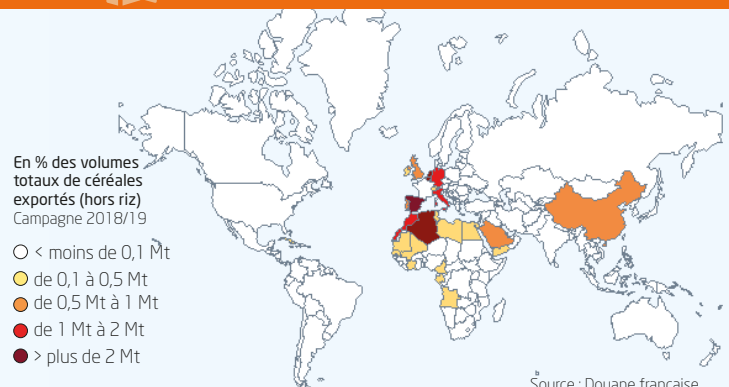 En % des volumes
totaux de céréales
exportés (hors riz)
Campagne 2018/19
< moins de 0,1 Mt
de 0,1 à 0,5 Mt
de 0,5 Mt à 1 Mt
de 1 Mt à 2 Mt
> plus de 2 Mt
Source : Douane française